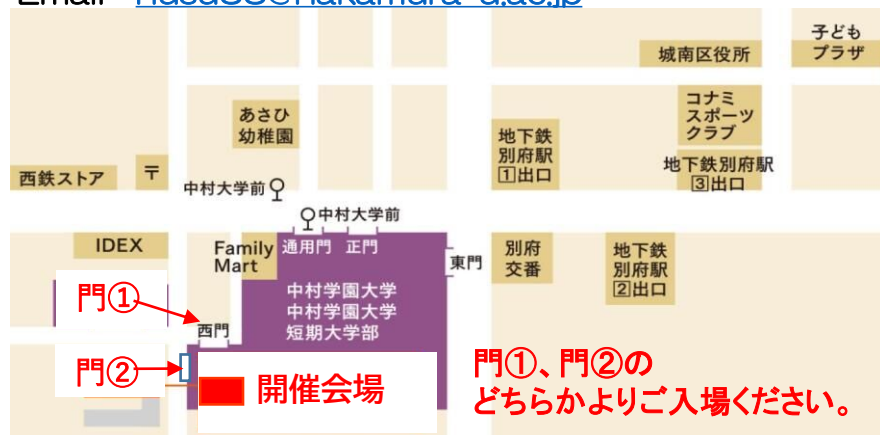 城南区役所
子ども
プラザ
あさひ
幼稚園
コナミ
スポーツ
クラブ
地下鉄
別府駅
1出口
地下鉄別府駅
3出口
西鉄ストア
〒
中村大学前
中村大学前
IDEX
Family
Mart
通用門
正門
東門
別府
交番
地下鉄
別府駅
2出口
門①
中村学園大学
中村学園大学
短期大学部
西門
門②
開催会場
門①、門②の
どちらかよりご入場ください。